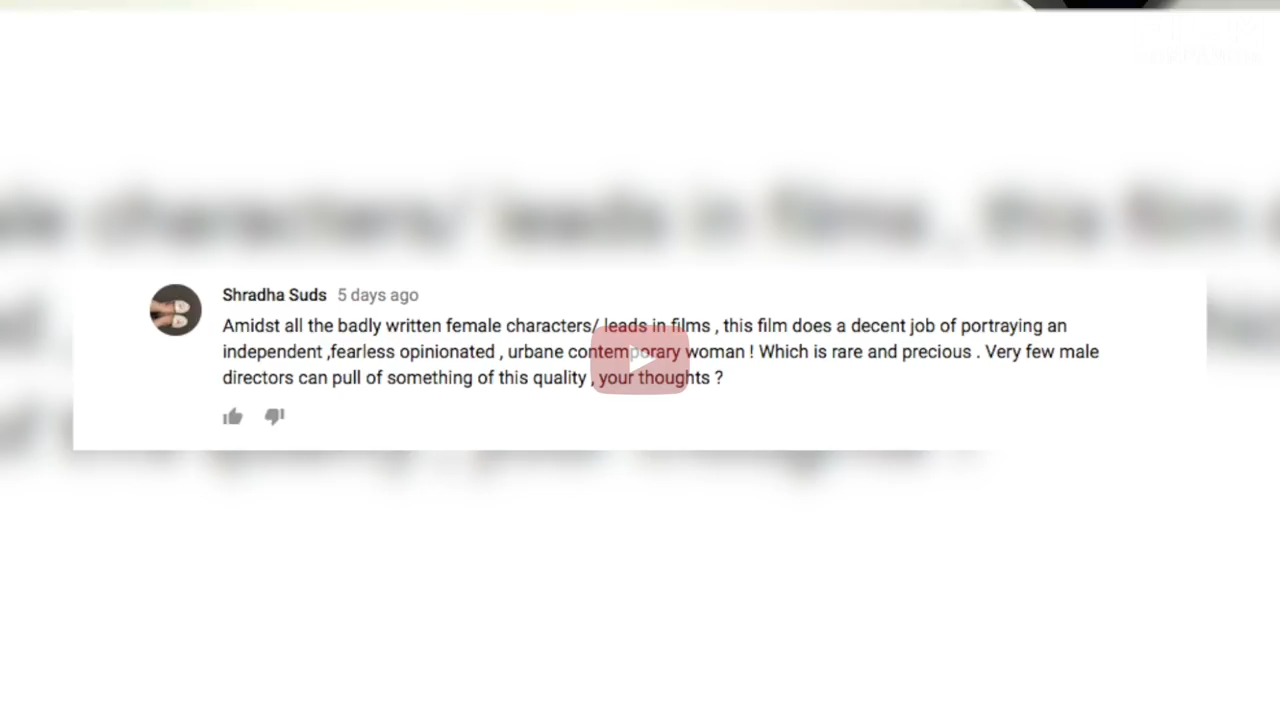 Shradha Suds 5 days ago
Amidst all the badly written female characters/ leads in films , this film does a decent job of portraying an
independent ,fearless opinionated , urbane contemporary woman ! Which is rare and precious . Very few male
directors can pull of something of this quality , your thoughts ?